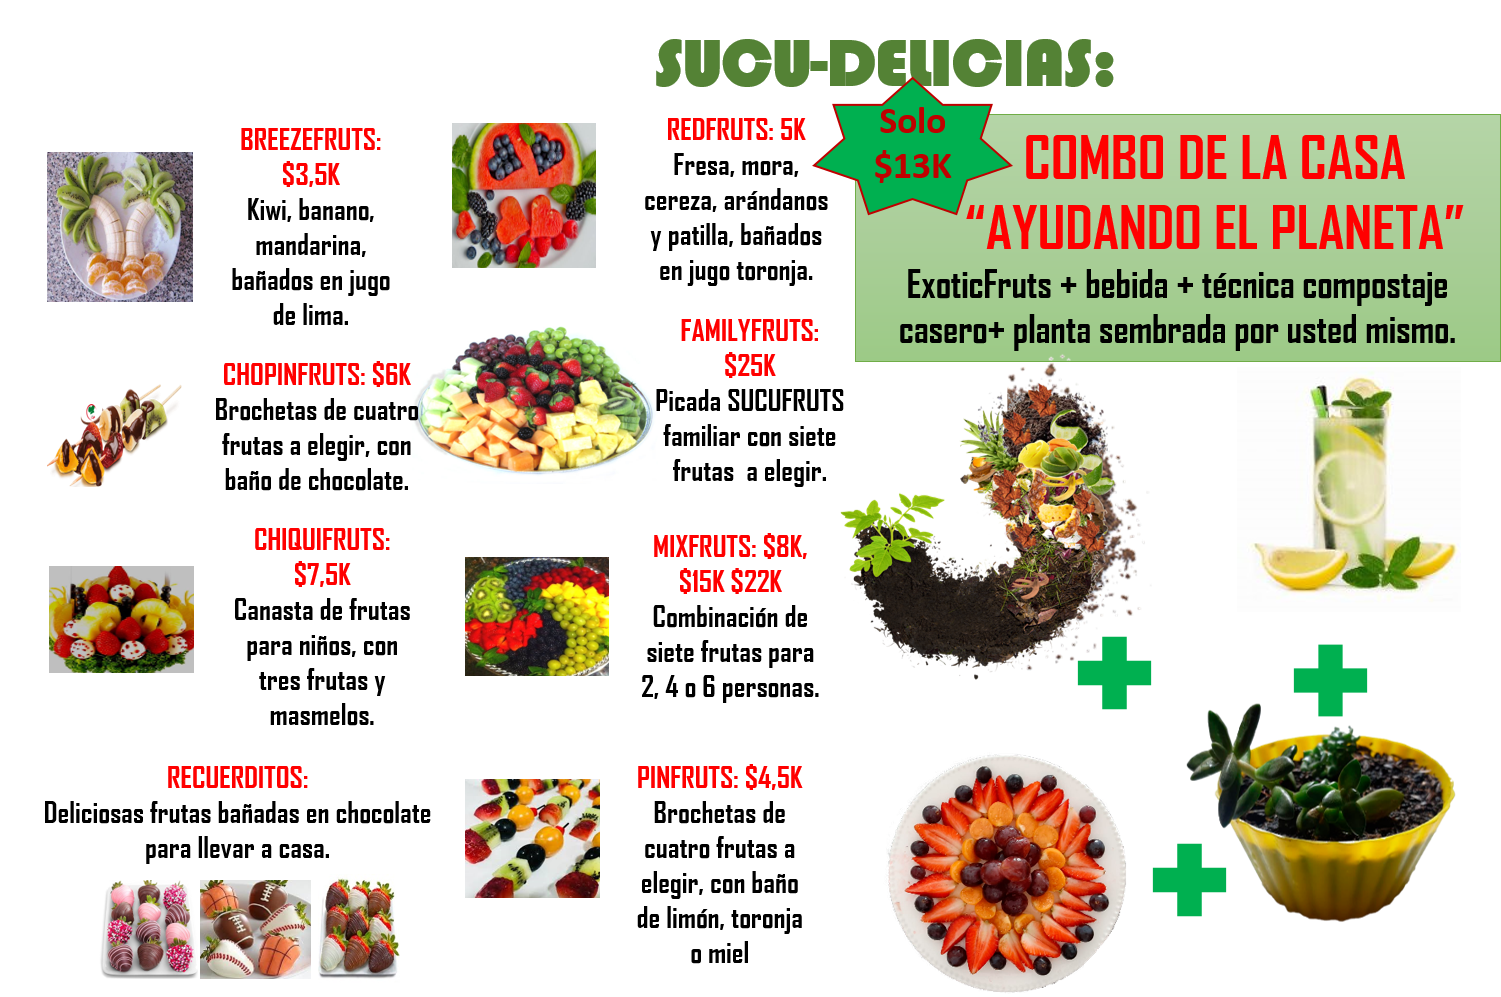 SUCU-DELICIAS:
BREEZEFRUTS:
$3,5K
Kiwi, banano,
mandarina,
bañados en jugo
de lima.
CHOPINFRUTS: $6K
Brochetas de cuatro
frutas a elegir, con
baño de chocolate.
CHIQUIFRUTS:
$7,5K
Canasta de frutas
para niños, con
tres frutas y
masmelos.
RECUERDITOS:
Deliciosas frutas bañadas en chocolate
para llevar a casa.
REDFRUTS: 5K
Fresa, mora,
cereza, arándanos
y patilla, bañados
en jugo toronja.
FAMILYFRUTS:
$25K
Picada SUCUFRUTS
familiar con siete
frutas a elegir.
MIXFRUTS: $8K,
$15K $22K
Combinación de
siete frutas para
2, 4 o 6 personas.
PINFRUTS: $4,5K
Brochetas de
cuatro frutas a
elegir, con baño
de limón, toronja
o miel
Solo
$13K
COMBO DE LA CASA
“AYUDANDO EL PLANETA”
ExoticFruts + bebida + técnica compostaje
casero+ planta sembrada por usted mismo.